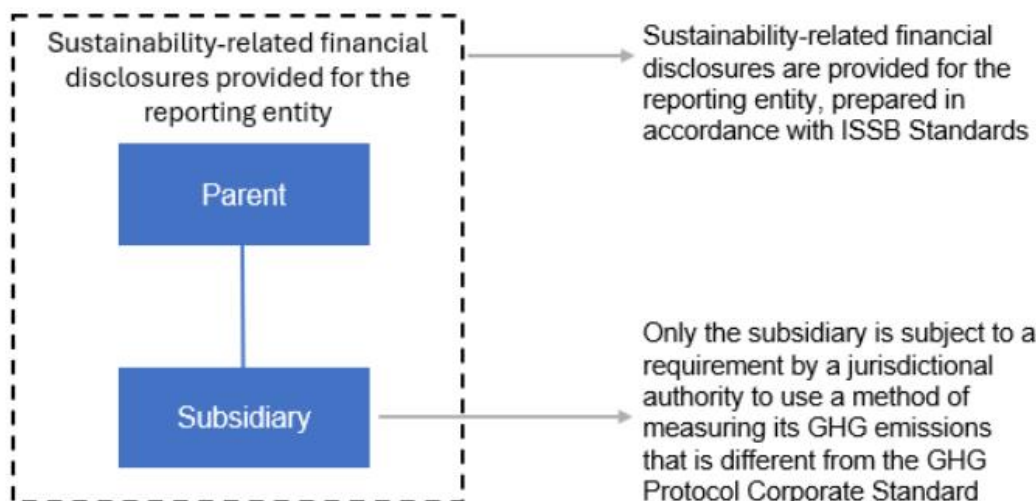 Sustainability-related financial
disclosures provided for the
reporting entity
Sustainability-related financial
disclosures are provided for the
reporting entity, prepared in
accordance with ISSB Standards
Parent
Subsidiary
Only the subsidiary is subject to a
requirement by a jurisdictional
authority to use a method of
measuring its GHG emissions
that is different from the GHG
Protocol Corporate Standard